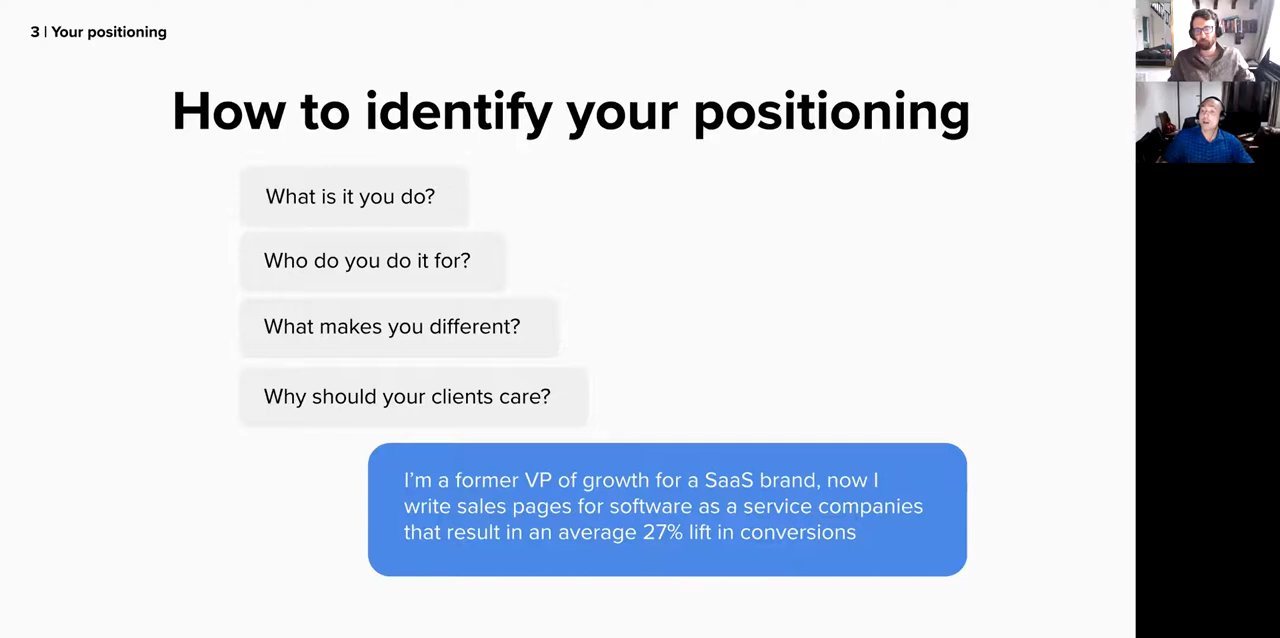 3 | Your positioning
How to identify your positioning
What is it you do?
Who do you do it for?
What makes you different?
Why should your clients care?
I’m a former VP of growth for a SaaS brand, now I
write sales pages for software as a service companies
that result in an average 27% lift in conversions